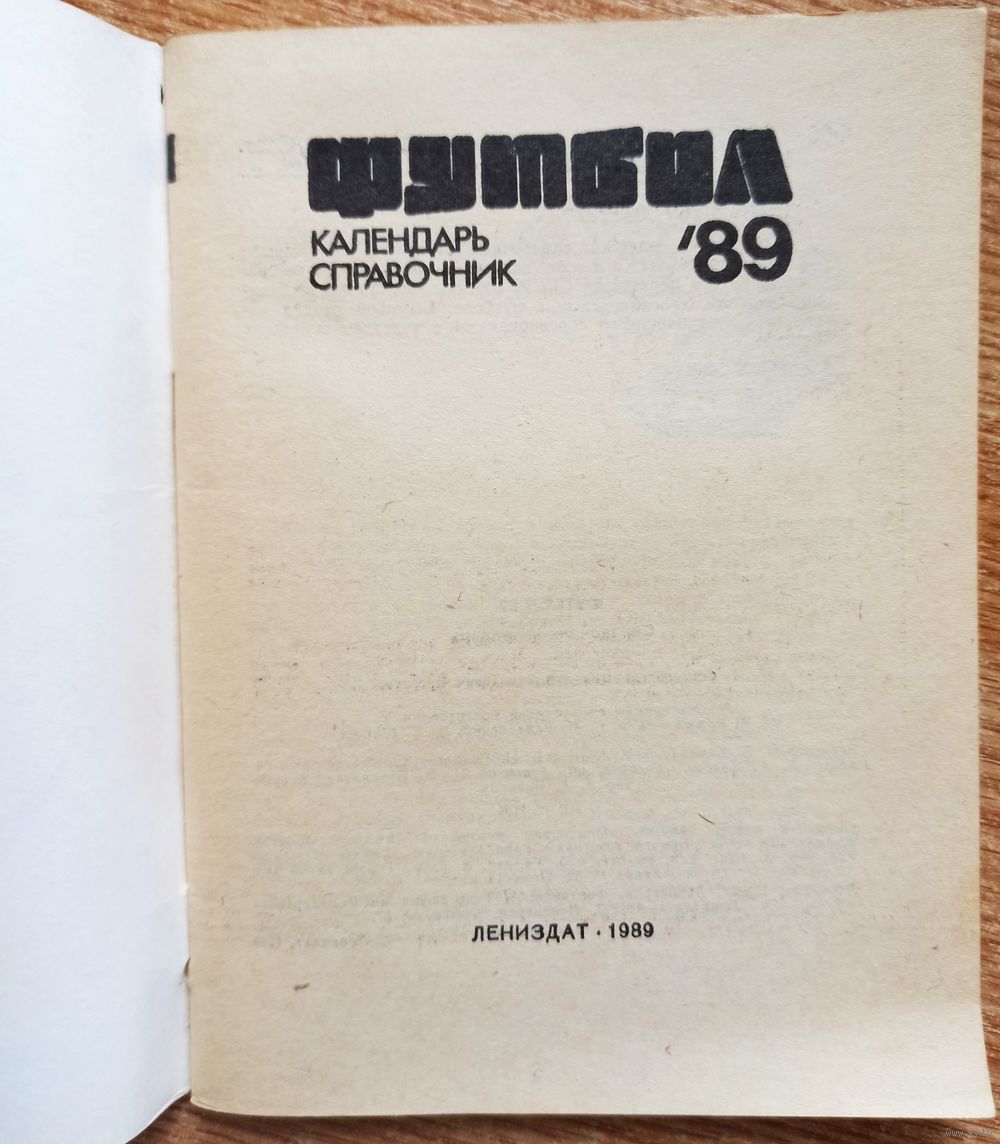 ФУТБОЛ
КАЛЕНДАРЬ
СПРАВОЧНИК
'89
ЛЕНИЗДАТ · 1989